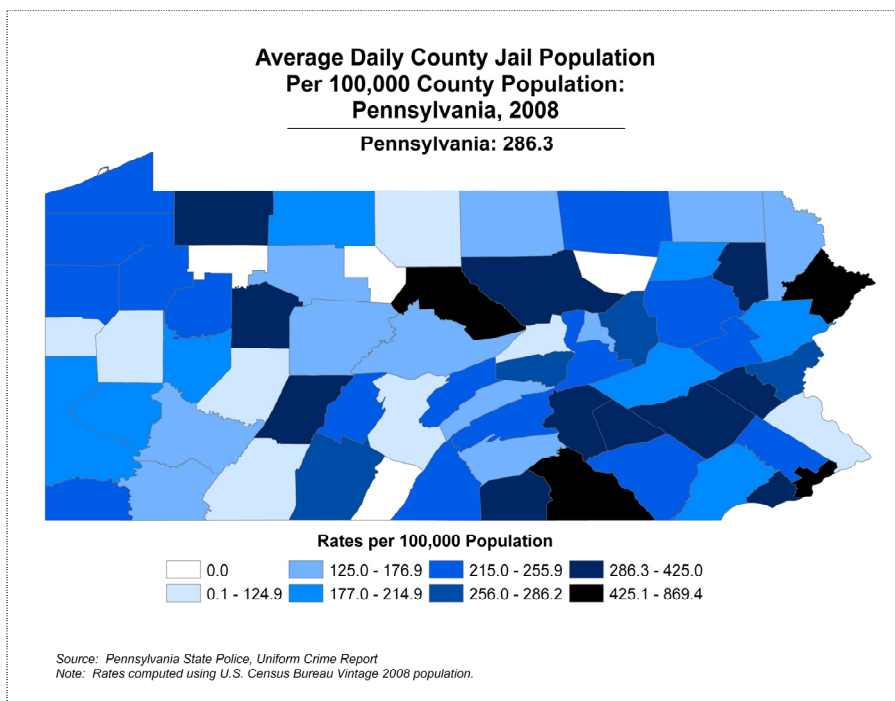 Average Daily County Jail Population
Per 100,000 County Population:
Pennsylvania, 2008
Pennsylvania: 286.3
Rates per 100,000 Population
0.0
125.0 - 176.9
215.0 - 255.9
286.3 - 425.0
0.1 - 124.9
177.0 - 214.9
256.0 - 286.2
425.1 - 869.4
Source: Pennsylvania State Police, Uniform Crime Report
Note: Rates computed using U.S. Census Bureau Vintage 2008 population.